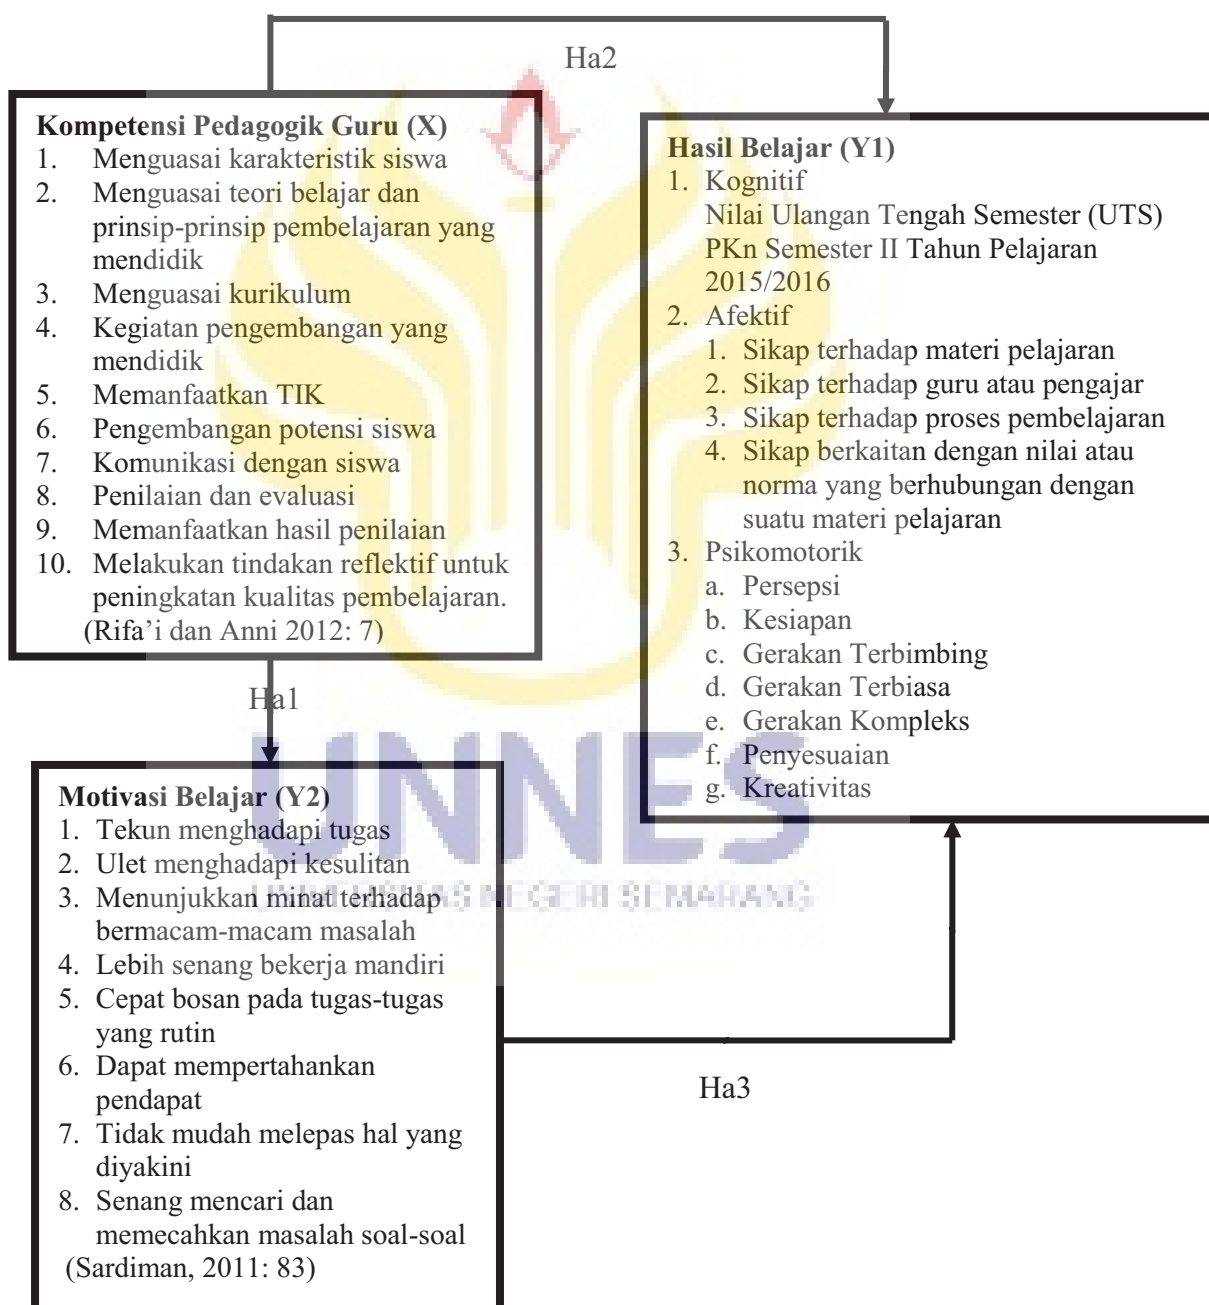 Ha2
Kompetensi Pedagogik Guru (X)
1. Menguasai karakteristik siswa
2. Menguasai teori belajar dan
prinsip-prinsip pembelajaran yang
mendidik
3. Menguasai kurikulum
4. Kegiatan pengembangan yang
mendidik
5. Memanfaatkan TIK
6. Pengembangan potensi siswa
7. Komunikasi dengan siswa
8. Penilaian dan evaluasi
9. Memanfaatkan hasil penilaian
10. Melakukan tindakan reflektif untuk
peningkatan kualitas pembelajaran.
(Rifa’i dan Anni 2012: 7)
Hasil Belajar (Y1)
1. Kognitif
Nilai Ulangan Tengah Semester (UTS)
PKn Semester II Tahun Pelajaran
2015/2016
2. Afektif
1. Sikap terhadap materi pelajaran
2. Sikap terhadap guru atau pengajar
3. Sikap terhadap proses pembelajaran
4. Sikap berkaitan dengan nilai atau
norma yang berhubungan dengan
suatu materi pelajaran
3. Psikomotorik
a. Persepsi
b. Kesiapan
c. Gerakan Terbimbing
d. Gerakan Terbiasa
e. Gerakan Kompleks
f. Penyesuaian
g. Kreativitas
Ha1
UNNES
UNIVERSITAS NEGERI SEMARANG
Motivasi Belajar (Y2)
1. Tekun menghadapi tugas
2. Ulet menghadapi kesulitan
3. Menunjukkan minat terhadap
bermacam-macam masalah
4. Lebih senang bekerja mandiri
5. Cepat bosan pada tugas-tugas
yang rutin
6. Dapat mempertahankan
pendapat
7. Tidak mudah melepas hal yang
diyakini
8. Senang mencari dan
memecahkan masalah soal-soal
(Sardiman, 2011: 83)
Ha3